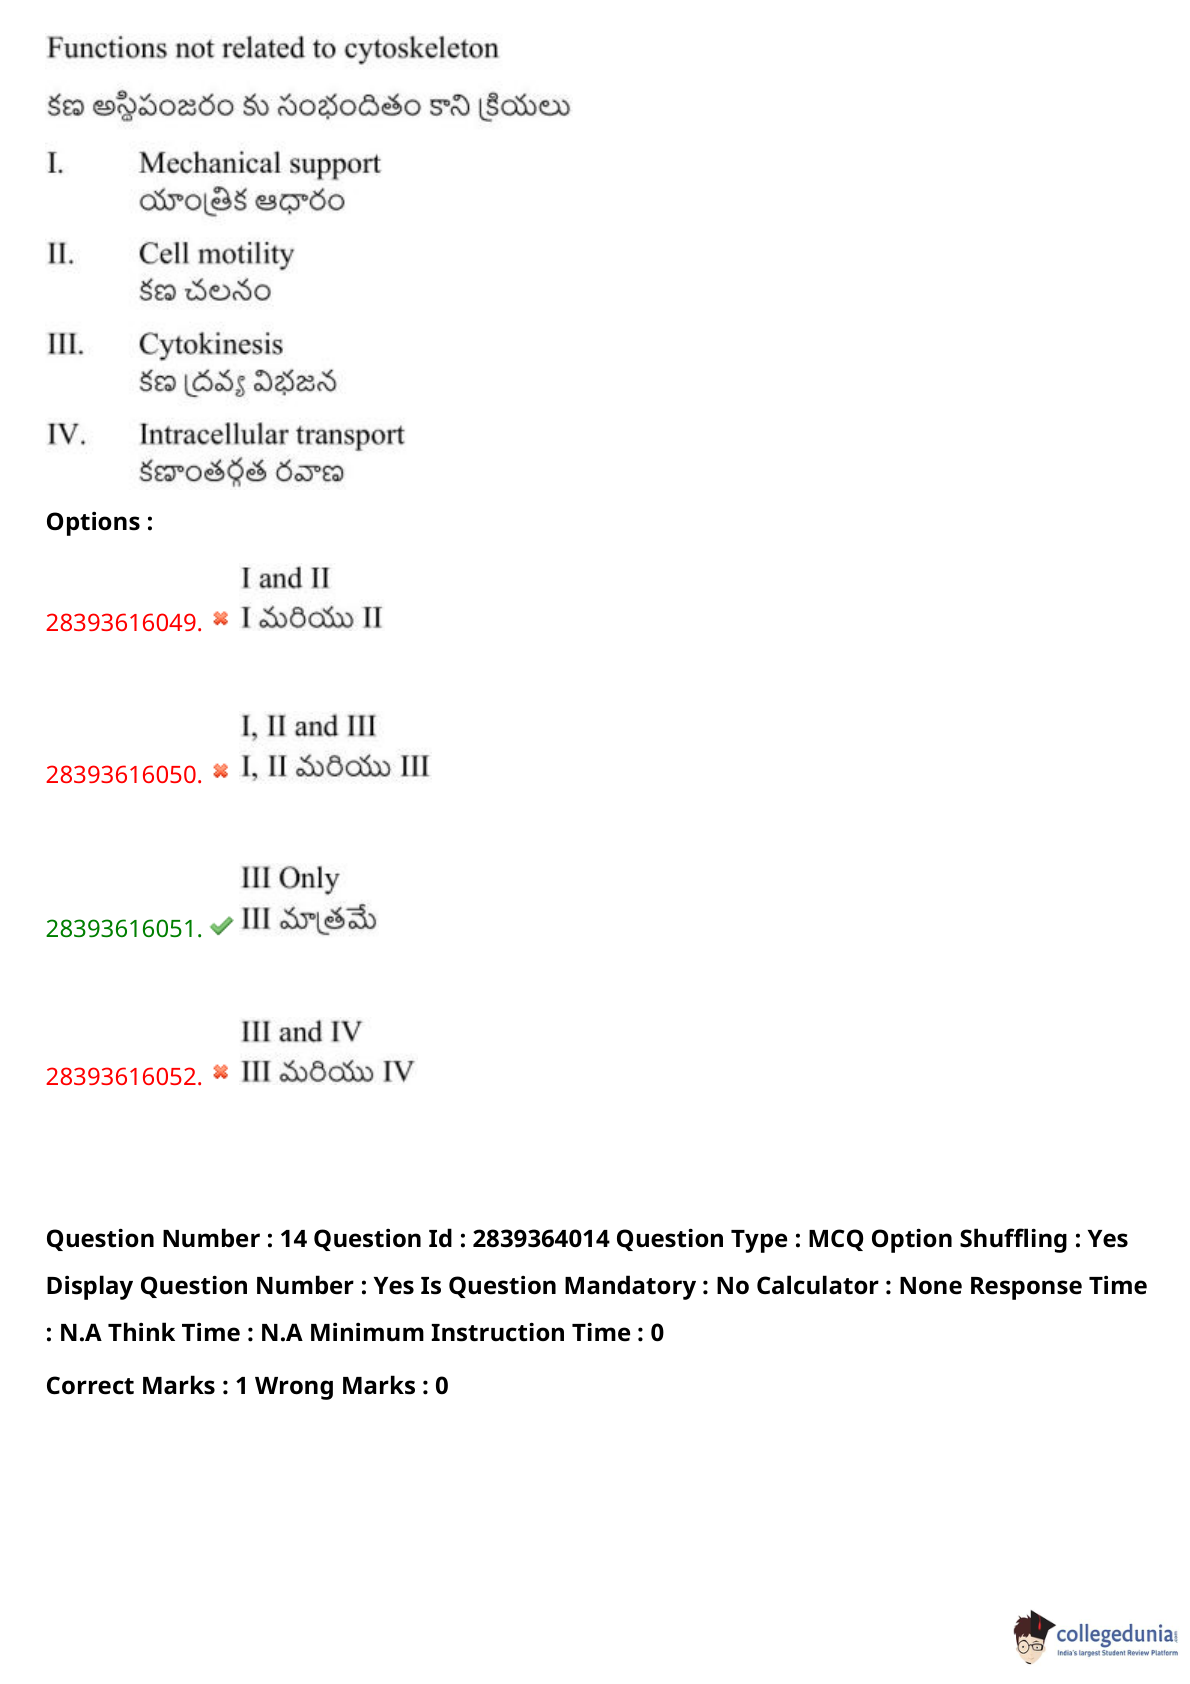 Functions not related to cytoskeleton
కణ అస్థిపంజరం కు సంభందితం కాని క్రియలు
I. Mechanical support
యాంత్రిక ఆధారం
II. Cell motility
కణ చలనం
III. Cytokinesis
కణ ద్రవ్య విభజన
IV. Intracellular transport
కణాంతర్గత రవాణ
Options :
I and II
28393616049. I మరియు II
I, II and III
28393616050. I, II మరియు III
III Only
28393616051. III మాత్రమే
III and IV
28393616052. III మరియు IV
Question Number : 14 Question Id : 2839364014 Question Type : MCQ Option Shuffling : Yes
Display Question Number : Yes Is Question Mandatory : No Calculator : None Response Time
: N.A Think Time : N.A Minimum Instruction Time : 0
Correct Marks : 1 Wrong Marks : 0
collegedunia
India's largest Student Review Platform